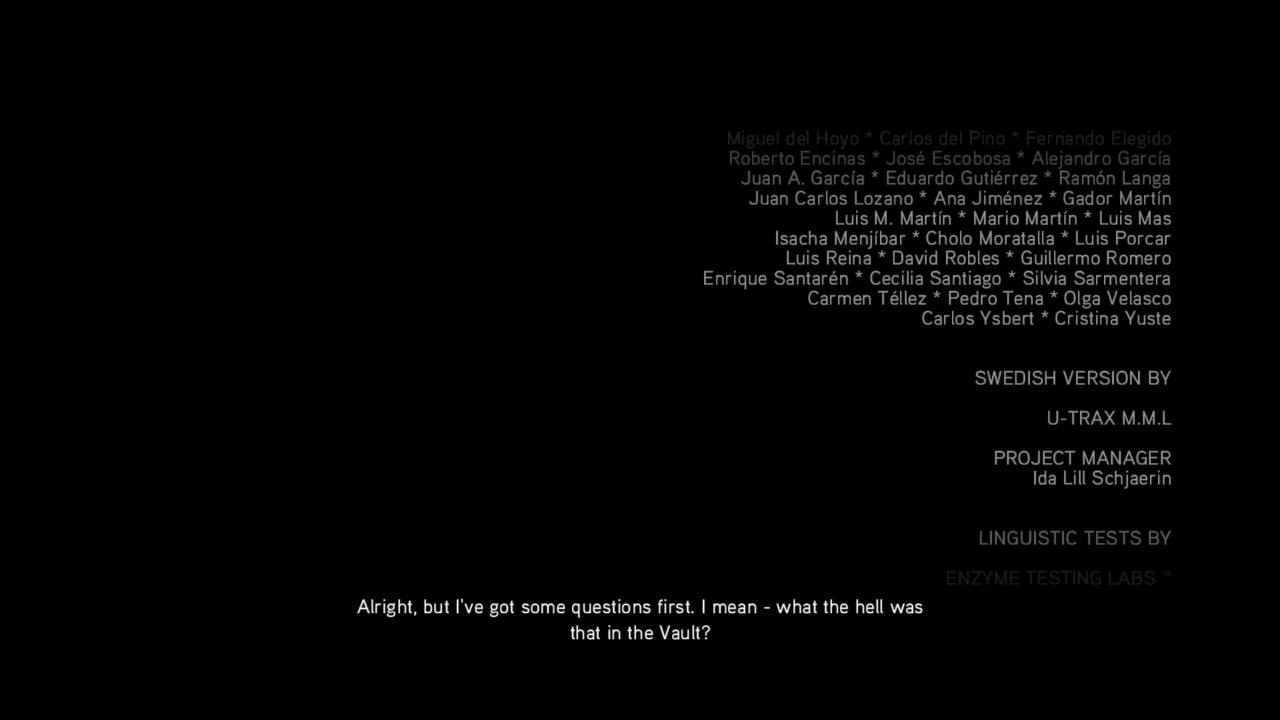 Miguel del Hoyo * Carlos del Pino * Fernando Elegido
Roberto Encinas * José Escobosa * Alejandro García
Juan A. García * Eduardo Gutiérrez * Ramón Langa
Juan Carlos Lozano * Ana Jiménez * Gador Martín
Luis M. Martín * Mario Martín * Luis Mas
Isacha Menjíbar * Cholo Moratalla * Luis Porcar
Luis Reina * David Robles * Guillermo Romero
Enrique Santarén * Cecilia Santiago * Silvia Sarmentera
Carmen Téllez * Pedro Tena * Olga Velasco
Carlos Ysbert * Cristina Yuste
SWEDISH VERSION BY
U-TRAX M.M.L
PROJECT MANAGER
Ida Lill Schjaerin
LINGUISTIC TESTS BY
ENZYME TESTING LABS ™
Alright, but I've got some questions first. I mean - what the hell was
that in the Vault?